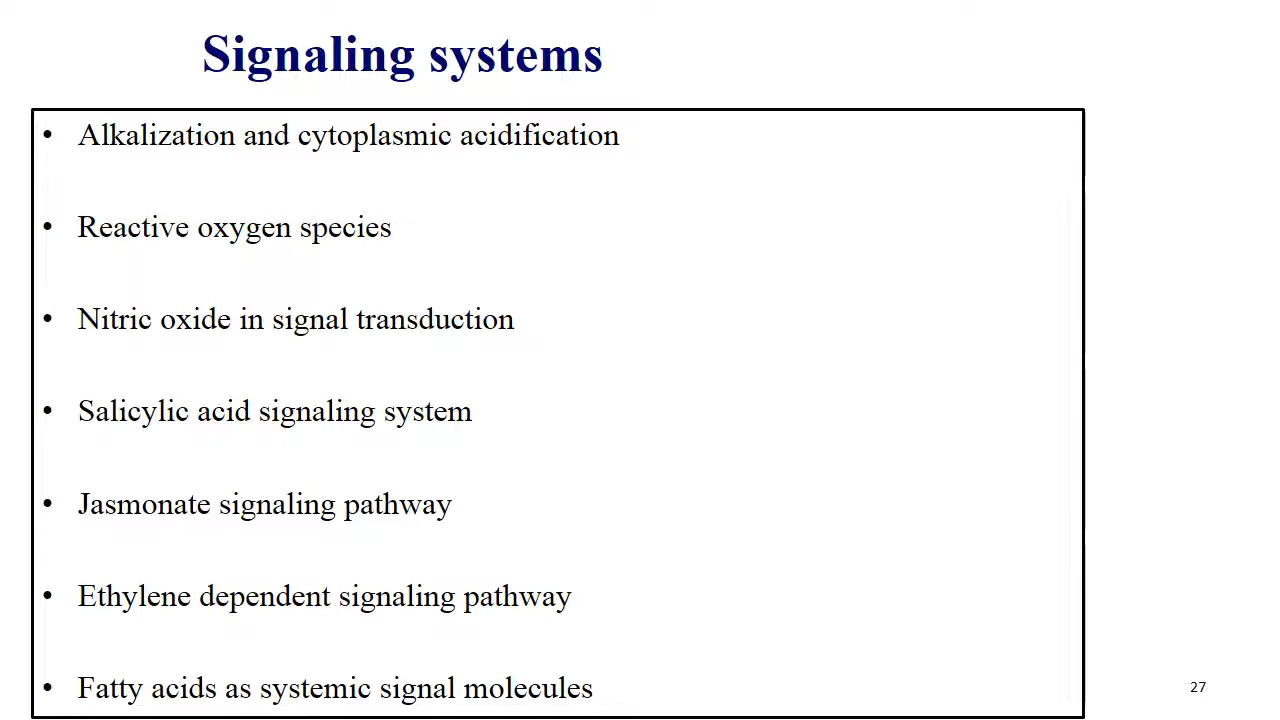 Signaling systems
• Alkalization and cytoplasmic acidification
• Reactive oxygen species
• Nitric oxide in signal transduction
• Salicylic acid signaling system
• Jasmonate signaling pathway
• Ethylene dependent signaling pathway
• Fatty acids as systemic signal molecules
27